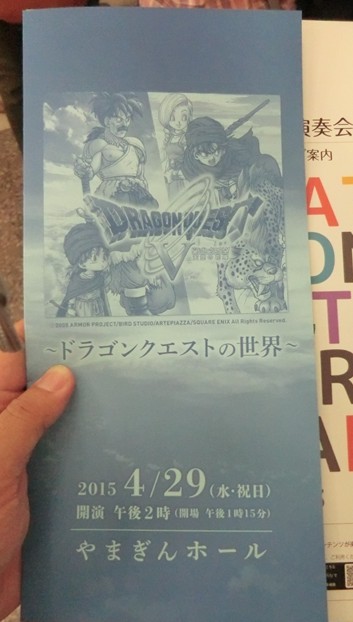 DRAGON QUEST
V
©2008 ARMOR PROJECT/BIRD STUDIO/ARTEPIAZZA/SQUARE ENIX All Rights Reserved.
~ドラゴンクエストの世界~
2015 4/29(水・祝日)
開演 午後2時(開場 午後1時15分)
やまぎんホール
演奏会
ご案内